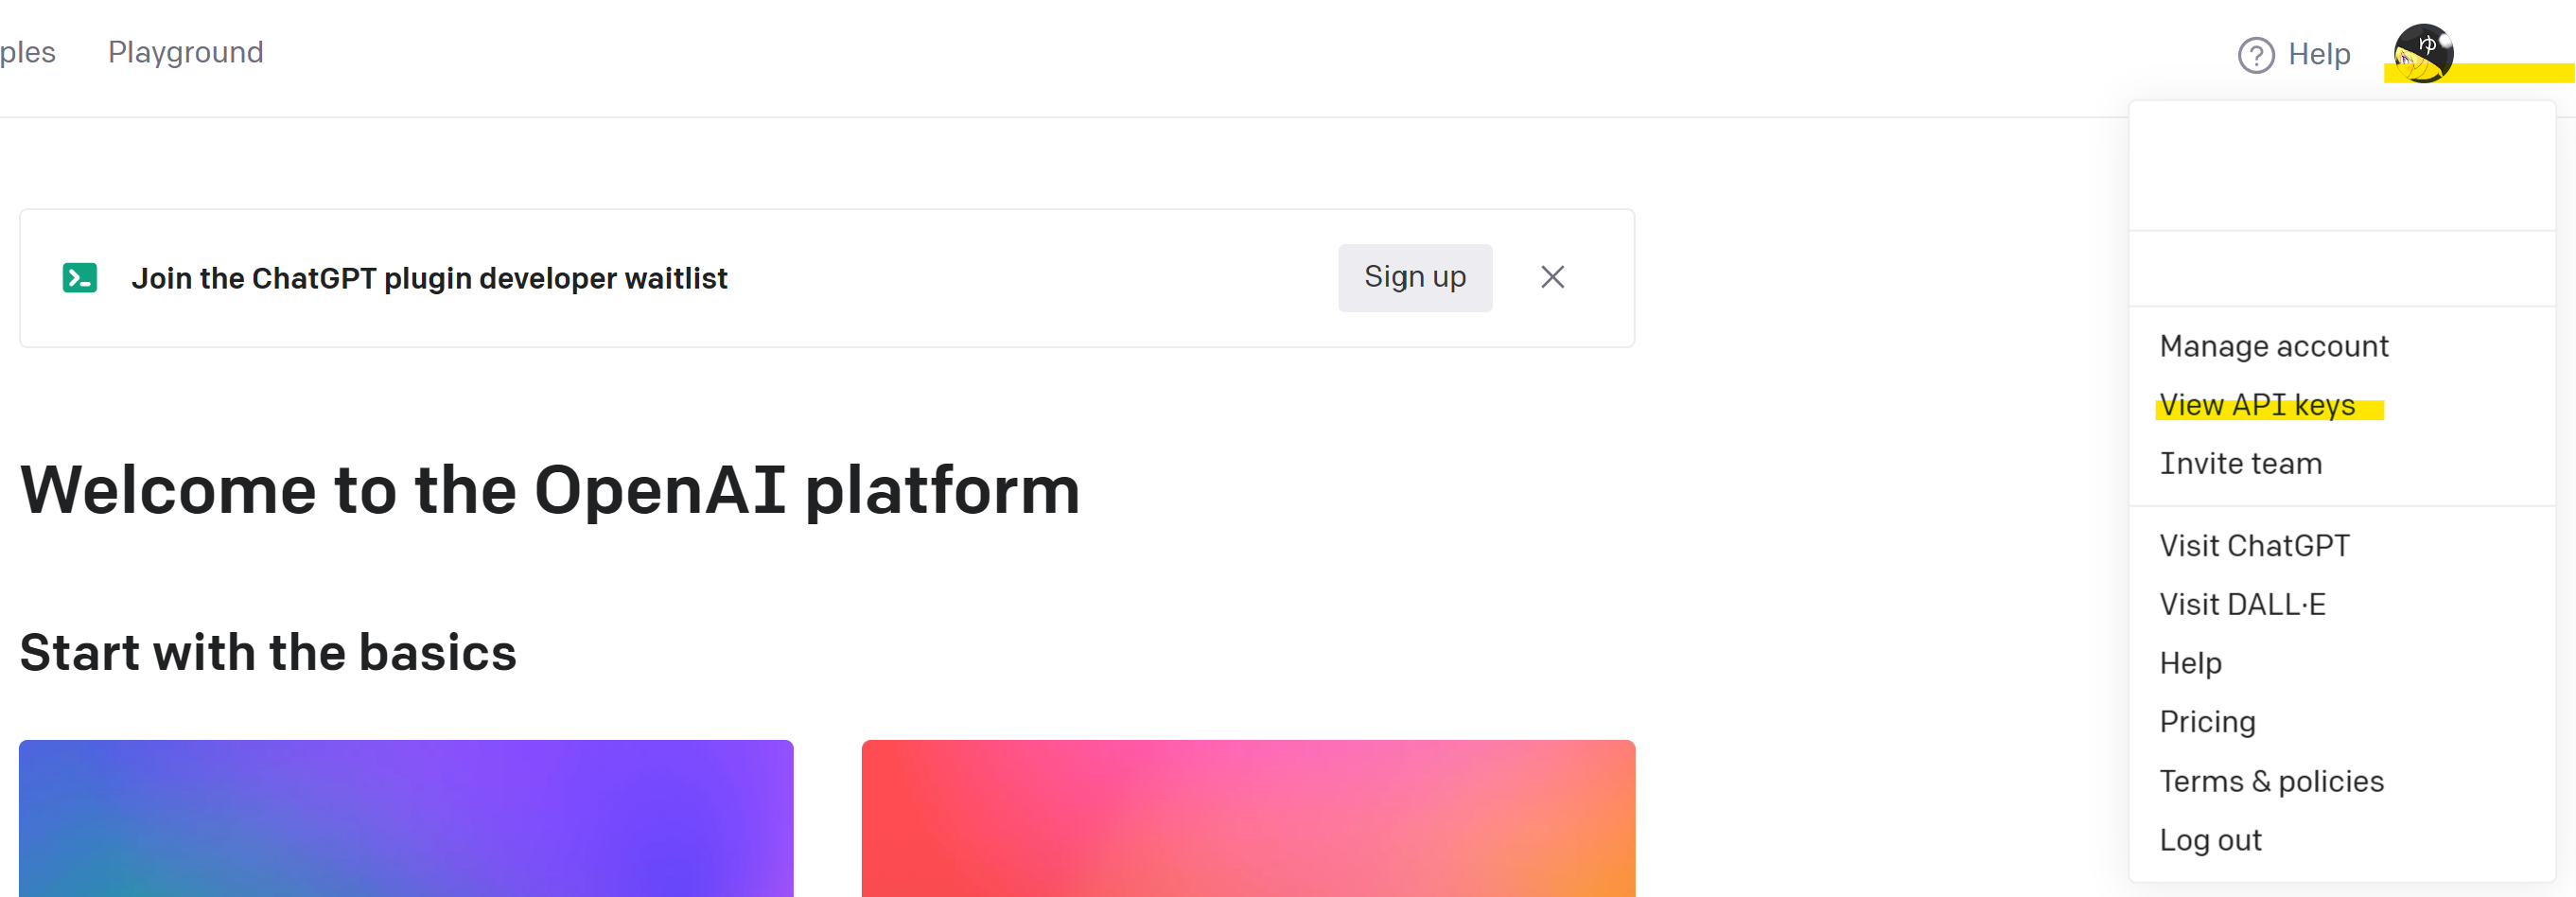 ples Playground Help
ゆ
Join the ChatGPT plugin developer waitlist Sign up
Welcome to the OpenAI platform
Start with the basics
Manage account
View API keys
Invite team
Visit ChatGPT
Visit DALL·E
Help
Pricing
Terms & policies
Log out